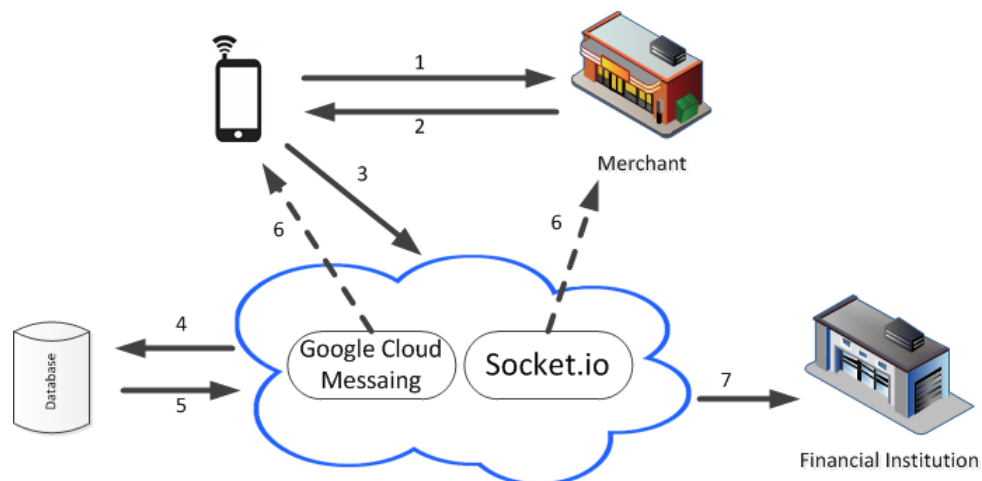 1
2
Merchant
3
6
6
4
5
Database
Google Cloud
Messaing
Socket.io
7
Financial Institution